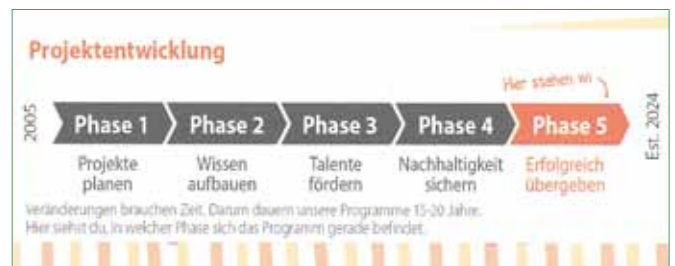 Projektentwicklung
Hier stehen wi
2005
Phase 1
Phase 2
Phase 3
Phase 4
Phase 5
Est. 2024
Projekte
planen
Wissen
aufbauen
Talente
fördern
Nachhaltigkeit
sichern
Erfolgreich
übergeben
Veränderungen brauchen Zeit. Darum dauern unsere Programme 15-20 Jahre.
Hier siehst du, in welcher Phase sich das Programm gerade befindet.